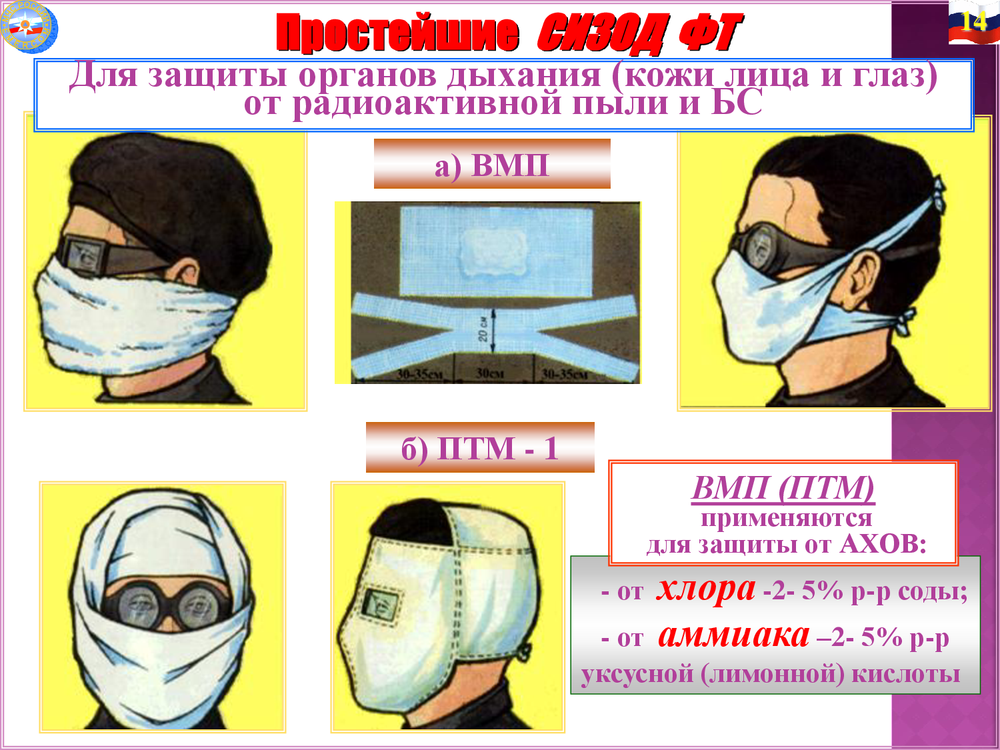 14
Простейшие СИЗОД ФТ
Для защиты органов дыхания (кожи лица и глаз)
от радиоактивной пыли и БС
а) ВМП
20 см
30-35см 30см 30-35см
б) ПТМ - 1
ВМП (ПТМ)
применяются
для защиты от АХОВ:
- от хлора -2- 5% р-р соды;
- от аммиака –2- 5% р-р
уксусной (лимонной) кислоты